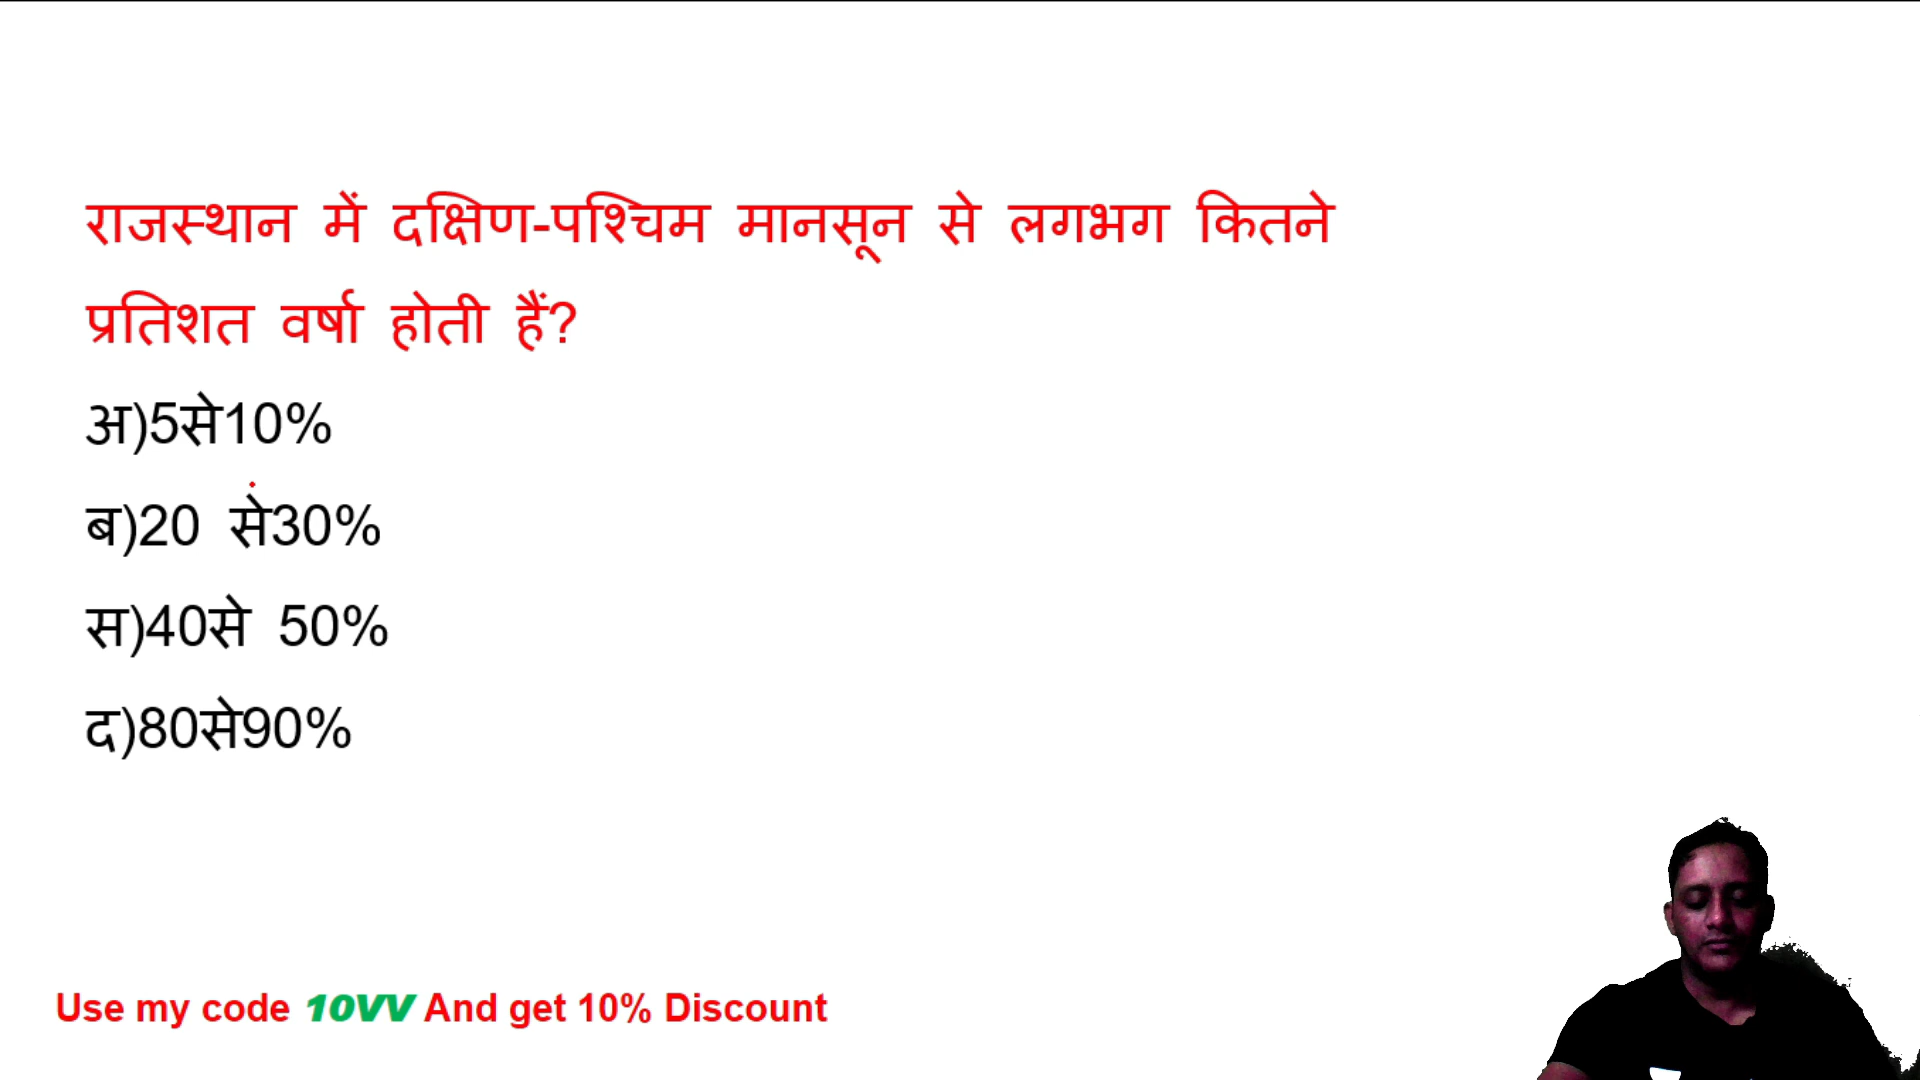 राजस्थान में दक्षिण-पश्चिम मानसून से लगभग कितने
प्रतिशत वर्षा होती हैं?
अ)5से10%
ब)20 से30%
स)40से 50%
द)80से90%
Use my code 10VV And get 10% Discount